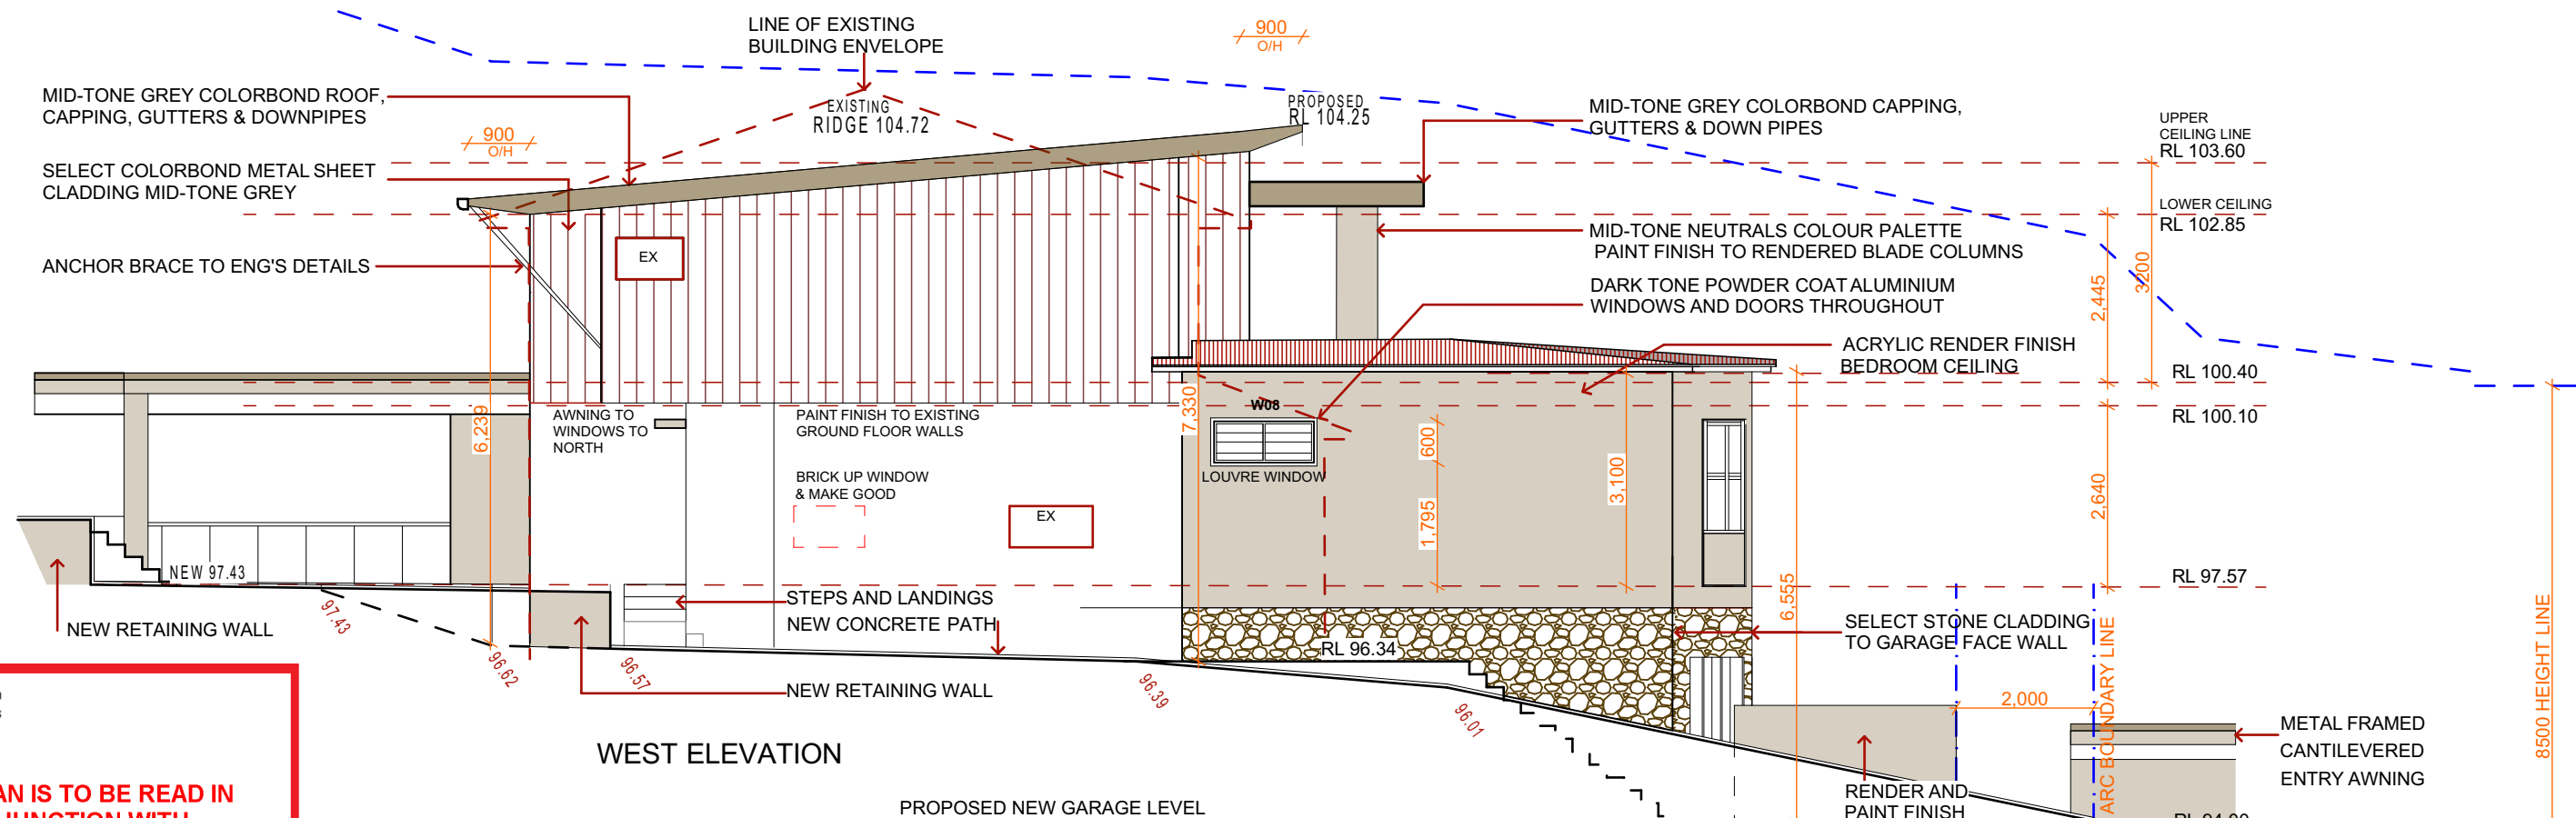 LINE OF EXISTING
BUILDING ENVELOPE
900
O/H
MID-TONE GREY COLORBOND ROOF,
CAPPING, GUTTERS & DOWNPIPES
EXISTING
RIDGE 104.72
PROPOSED
RL 104.25
MID-TONE GREY COLORBOND CAPPING,
GUTTERS & DOWN PIPES
UPPER
CEILING LINE
RL 103.60
900
O/H
SELECT COLORBOND METAL SHEET
CLADDING MID-TONE GREY
LOWER CEILING
RL 102.85
MID-TONE NEUTRALS COLOUR PALETTE
PAINT FINISH TO RENDERED BLADE COLUMNS
EX
ANCHOR BRACE TO ENG'S DETAILS
DARK TONE POWDER COAT ALUMINIUM
WINDOWS AND DOORS THROUGHOUT
2,445
3200
ACRYLIC RENDER FINISH
BEDROOM CEILING
RL 100.40
RL 100.10
6,239
AWNING TO
WINDOWS TO
NORTH
PAINT FINISH TO EXISTING
GROUND FLOOR WALLS
7,330
W08
600
LOUVRE WINDOW
BRICK UP WINDOW
& MAKE GOOD
3,100
2,640
EX
1,795
NEW 97.43
RL 97.57
97.43
STEPS AND LANDINGS
NEW CONCRETE PATH
6,555
NEW RETAINING WALL
SELECT STONE CLADDING
TO GARAGE FACE WALL
RL 96.34
96.62
96.57
96.39
96.01
NEW RETAINING WALL
2,000
ARC BOUNDARY LINE
8500 HEIGHT LINE
METAL FRAMED
CANTILEVERED
ENTRY AWNING
WEST ELEVATION
AN IS TO BE READ IN
JUNCTION WITH
PROPOSED NEW GARAGE LEVEL
RENDER AND
PAINT FINISH